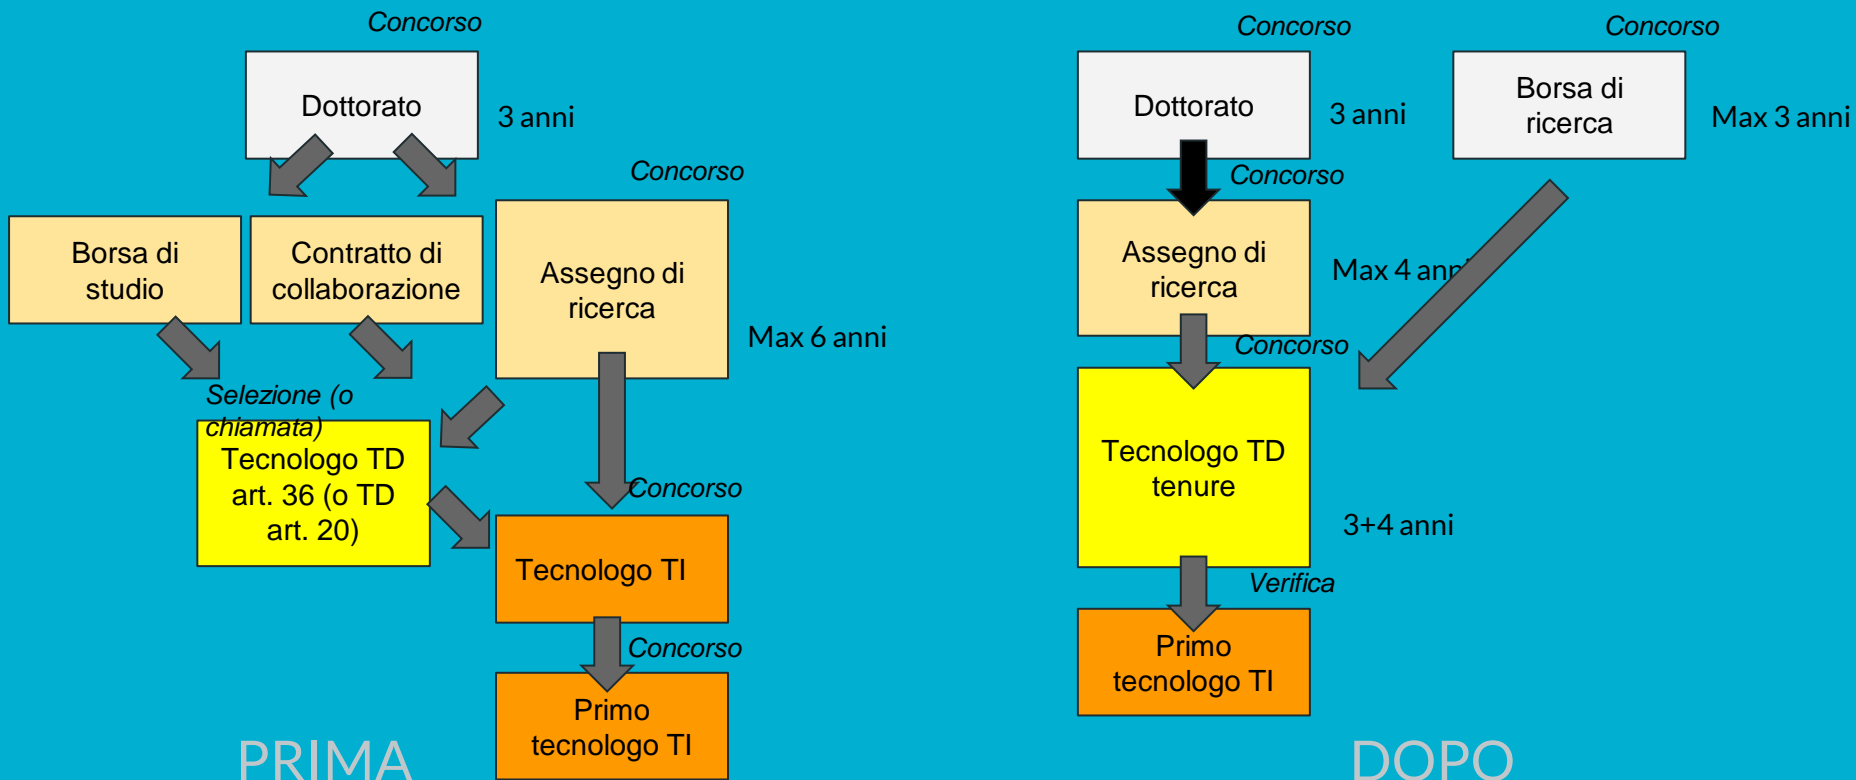 Concorso
Dottorato
3 anni
Borsa di
studio
Contratto di
collaborazione
Concorso
Assegno di
ricerca
Max 6 anni
Selezione (o
chiamata)
Tecnologo TD
art. 36 (o TD
art. 20)
Concorso
Tecnologo TI
Concorso
Primo
tecnologo TI
PRIMA
Concorso
Dottorato
3 anni
Concorso
Borsa di
ricerca
Max 3 anni
Concorso
Assegno di
ricerca
Max 4 anni
Concorso
Tecnologo TD
tenure
3+4 anni
Verifica
Primo
tecnologo TI
DOPO